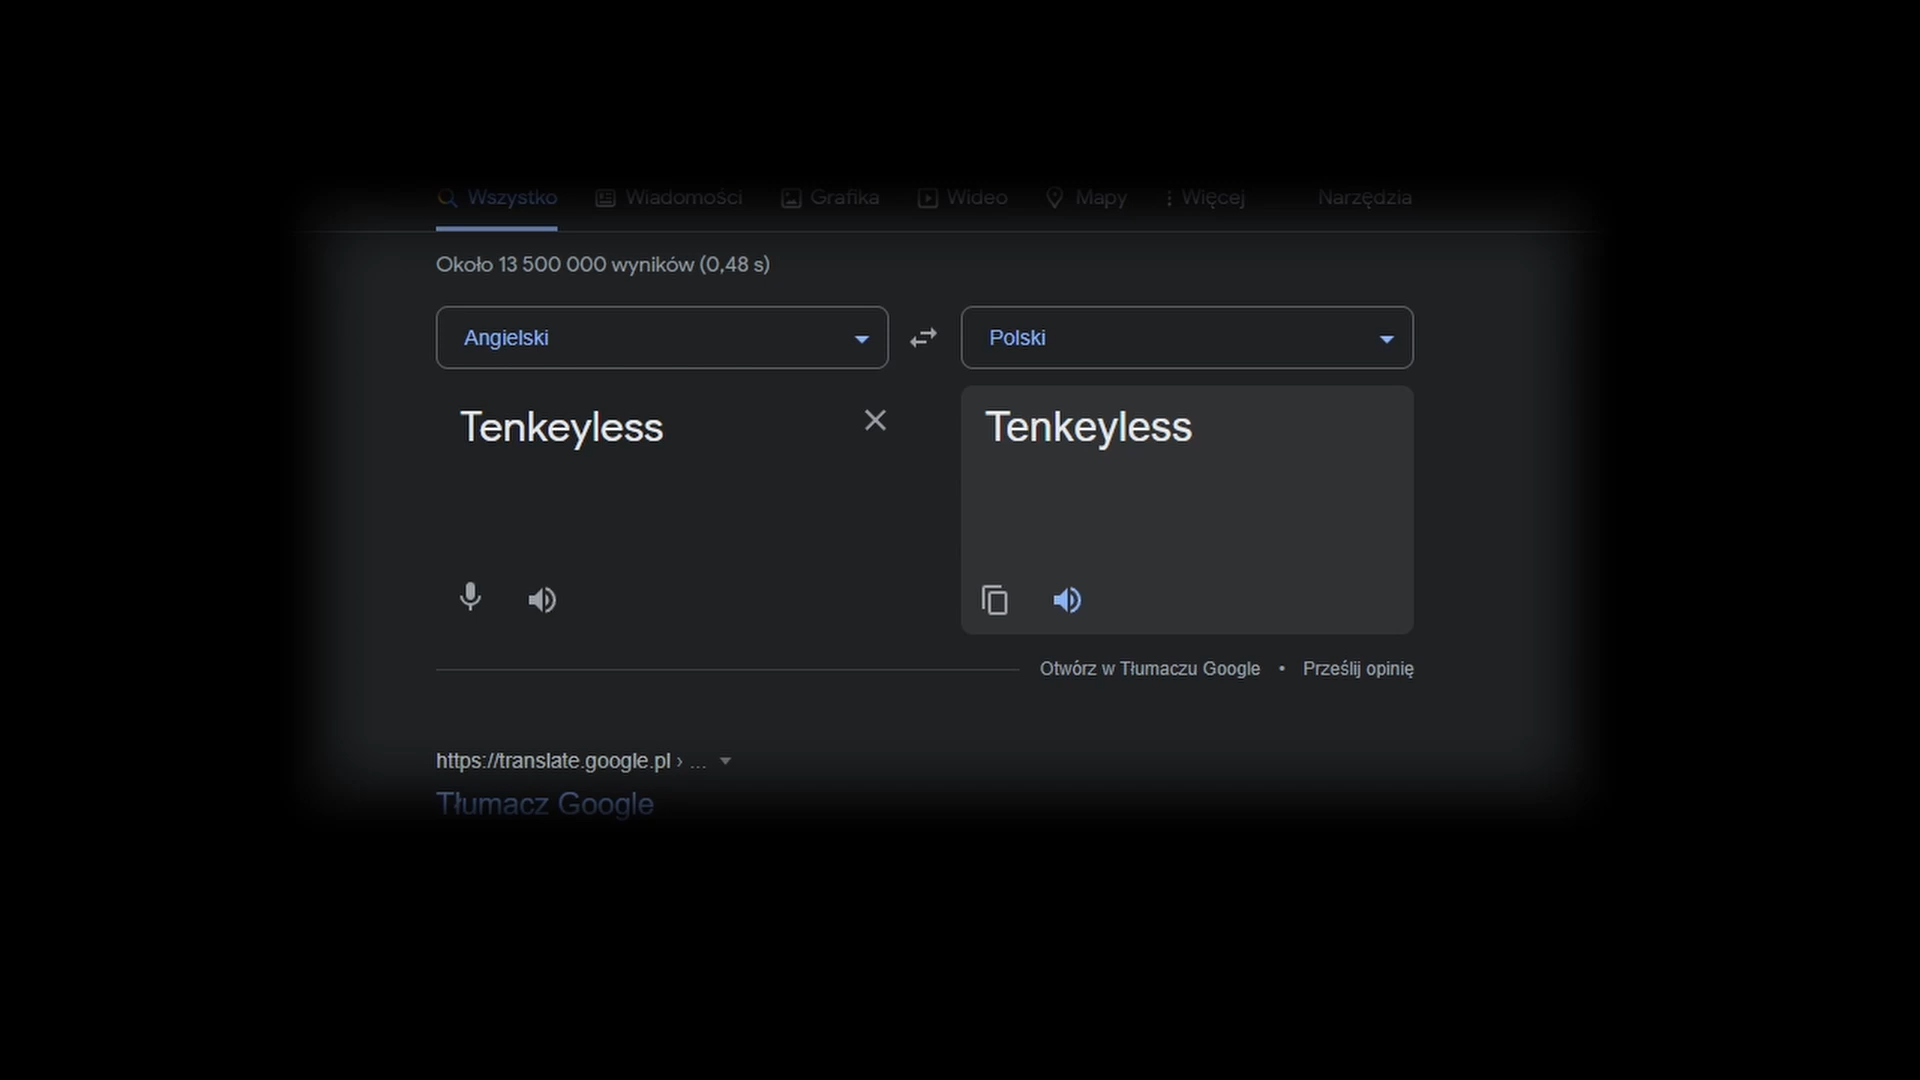 Wszystko Wiadomości Grafika Wideo Mapy Więcej Narzędzia
Około 13 500 000 wyników (0,48 s)
Angielski Polski
Tenkeyless Tenkeyless
Otwórz w Tłumaczu Google • Prześlij opinię
https://translate.google.pl › ...
Tłumacz Google